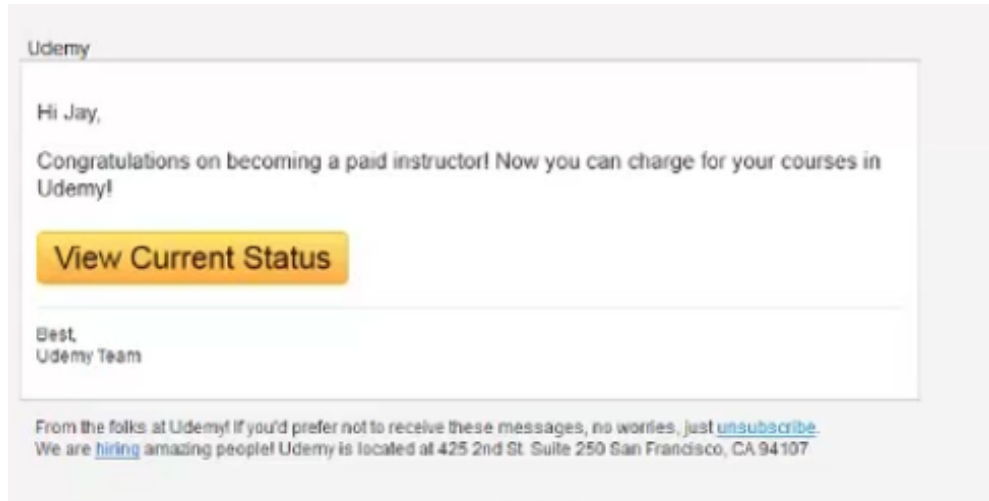 Udemy
Hi Jay,
Congratulations on becoming a paid instructor! Now you can charge for your courses in
Udemy!
View Current Status
Best,
Udemy Team
From the folks at Udemy! If you'd prefer not to receive these messages, no worries, just unsubscribe.
We are hiring amazing people! Udemy is located at 425 2nd St. Suite 250 San Francisco, CA 94107